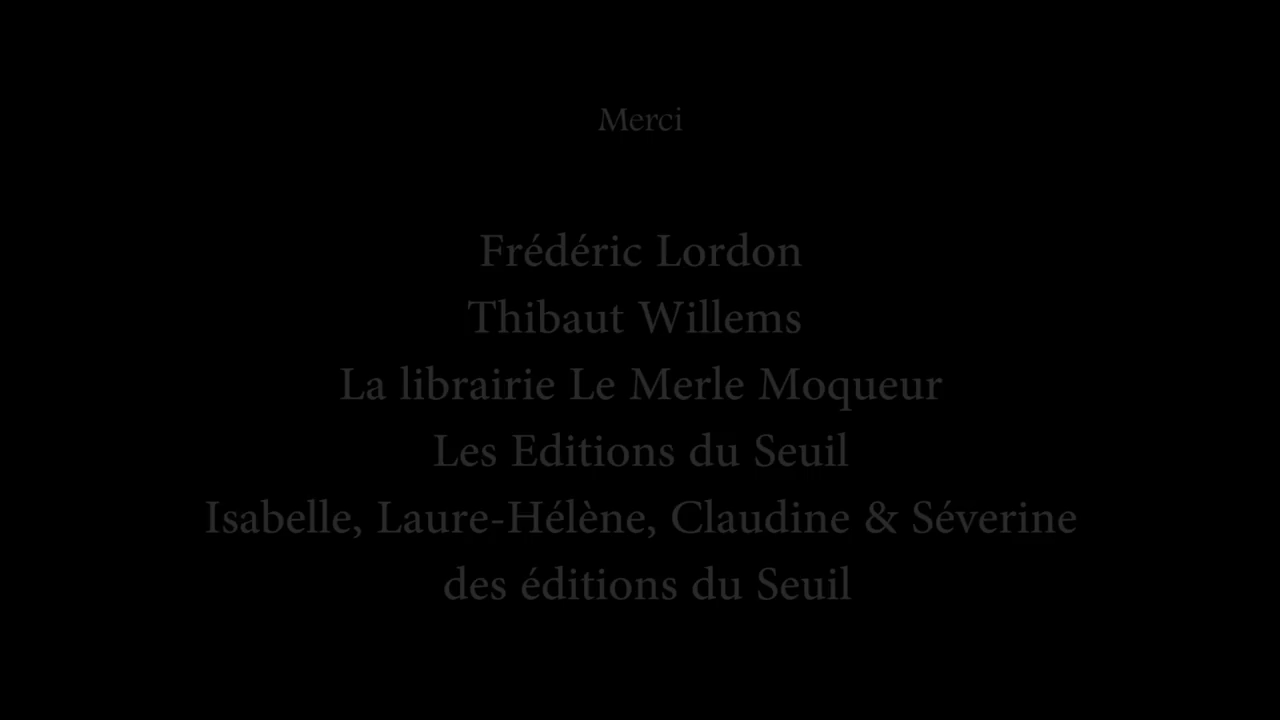 Merci
Frédéric Lordon
Thibaut Willems
La librairie Le Merle Moqueur
Les Editions du Seuil
Isabelle, Laure-Hélène, Claudine & Séverine
des éditions du Seuil